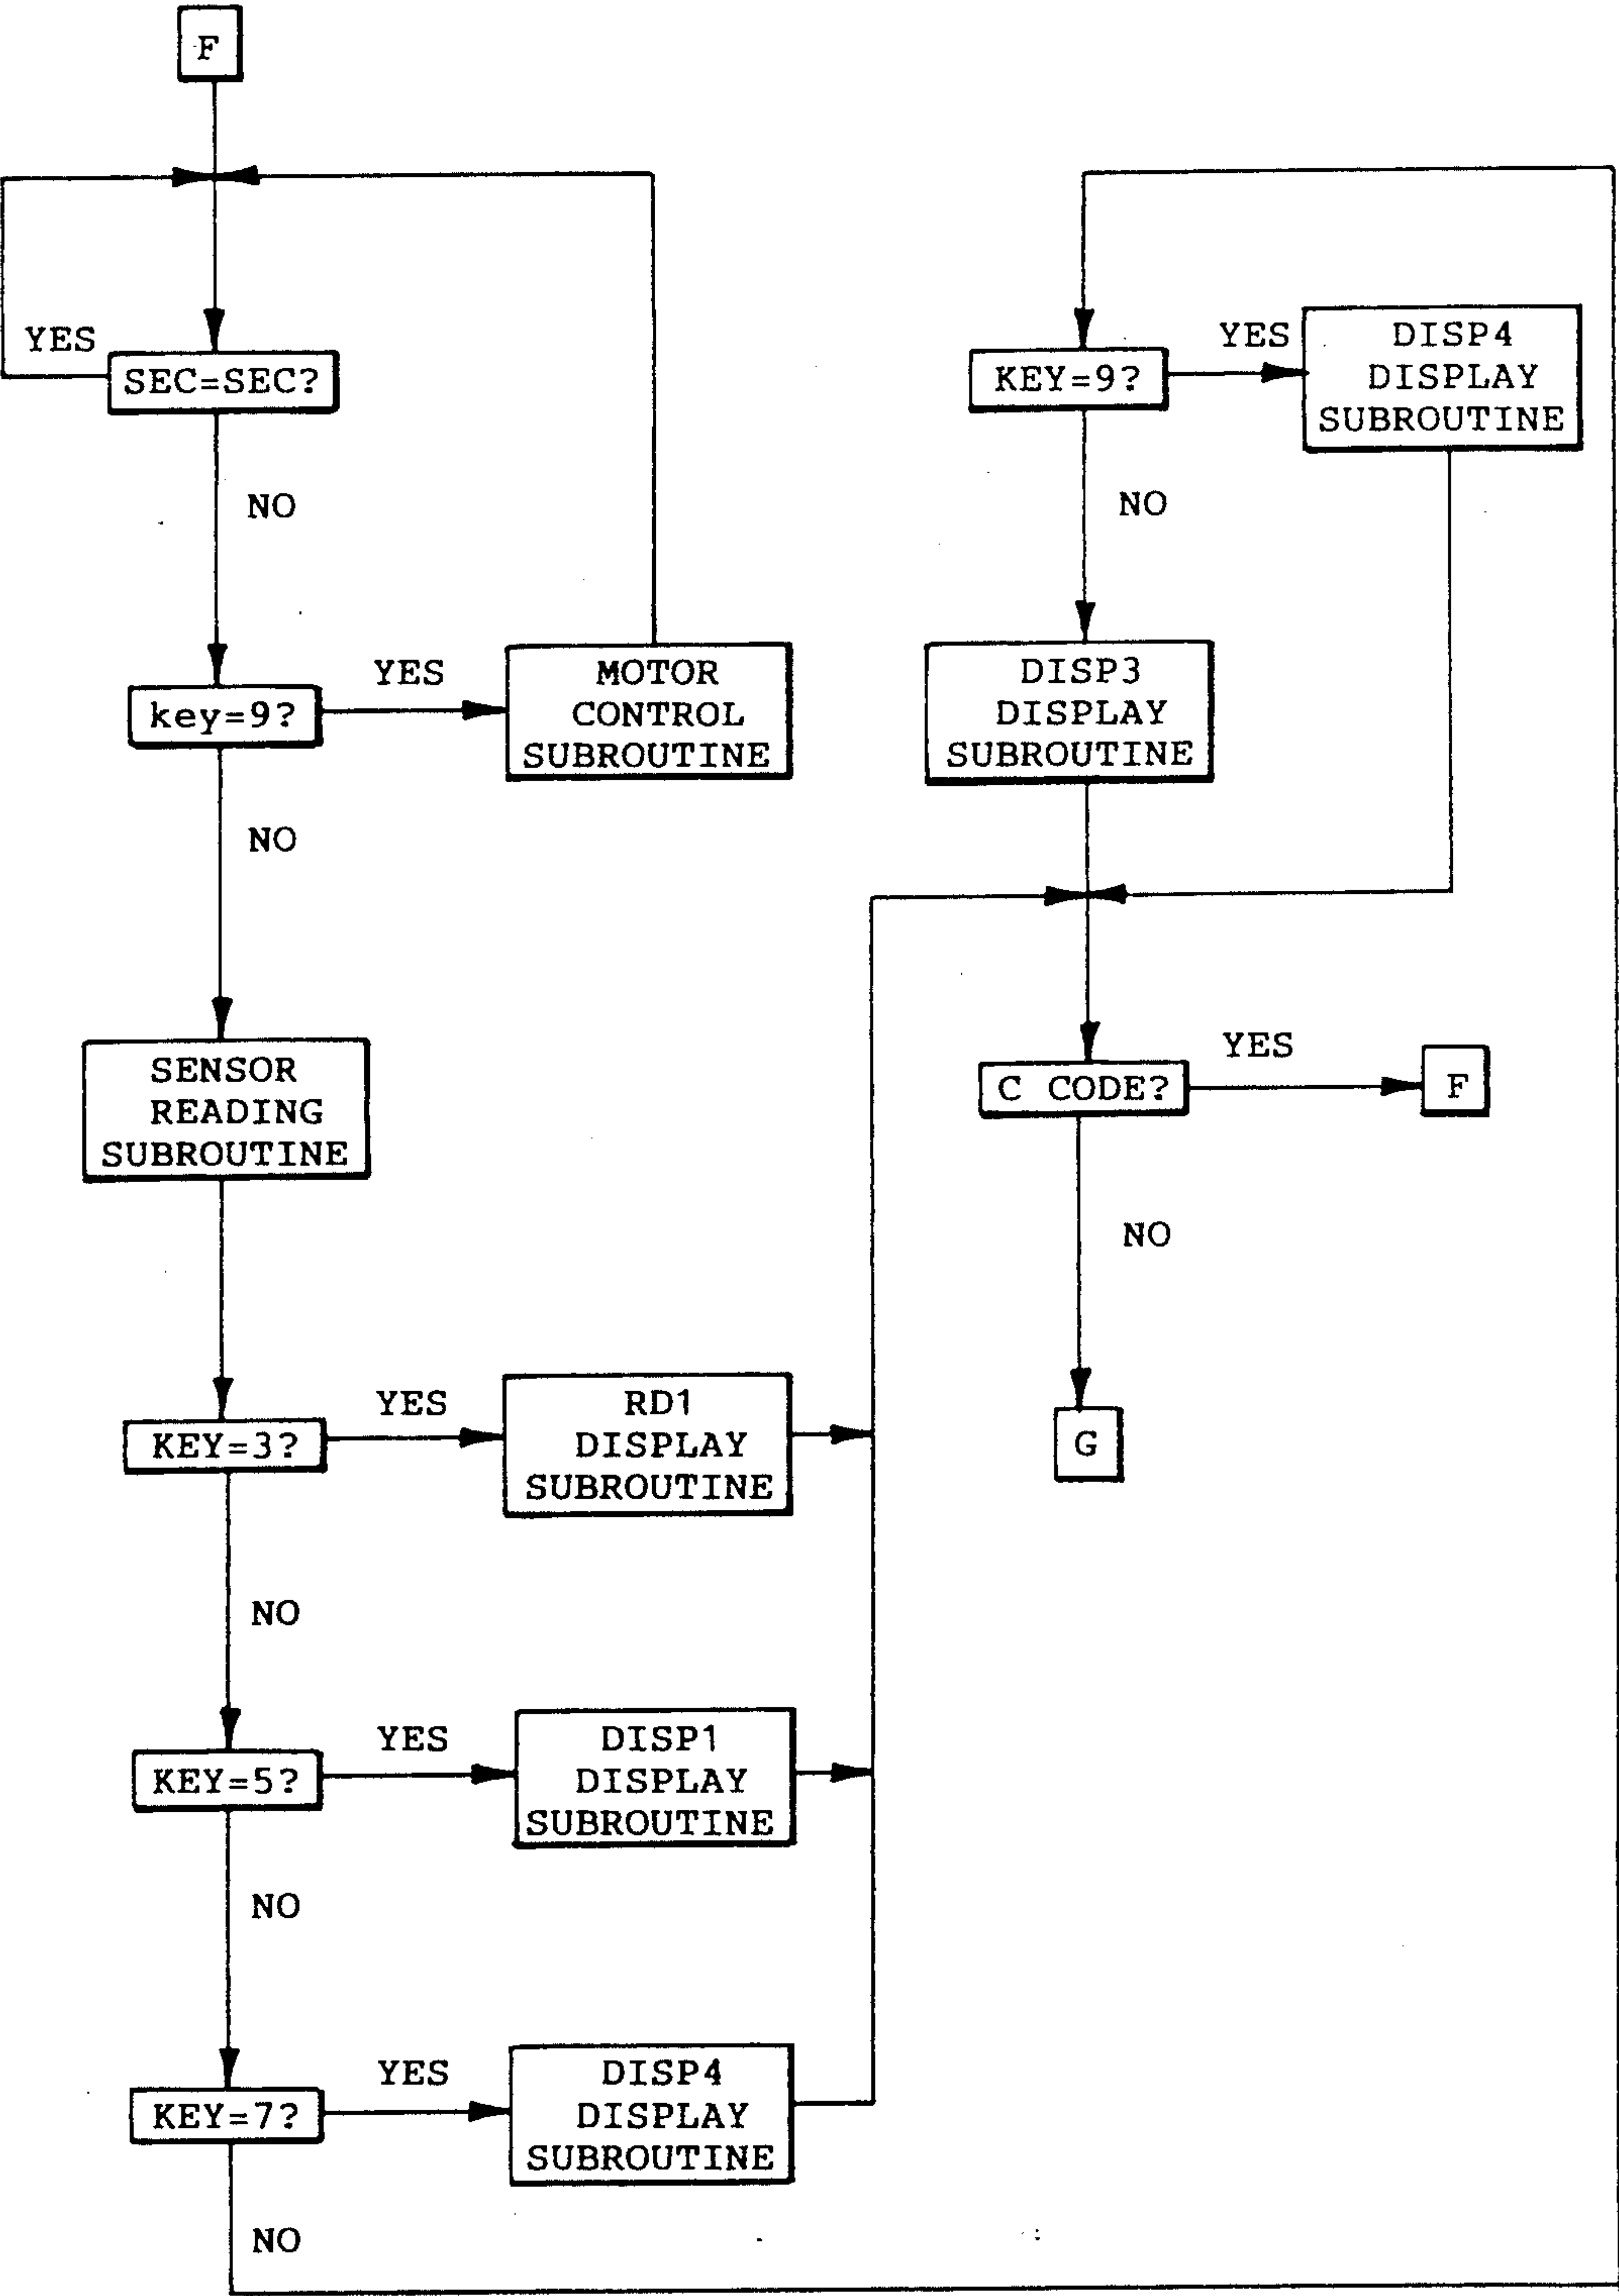 F
YES
SEC=SEC?
NO
key=9?
YES
MOTOR
CONTROL
SUBROUTINE
NO
SENSOR
READING
SUBROUTINE
KEY=3?
YES
RD1
DISPLAY
SUBROUTINE
NO
KEY=5?
YES
DISP1
DISPLAY
SUBROUTINE
NO
KEY=7?
YES
DISP4
DISPLAY
SUBROUTINE
NO
KEY=9?
YES
DISP4
DISPLAY
SUBROUTINE
NO
DISP3
DISPLAY
SUBROUTINE
C CODE?
YES
F
NO
G